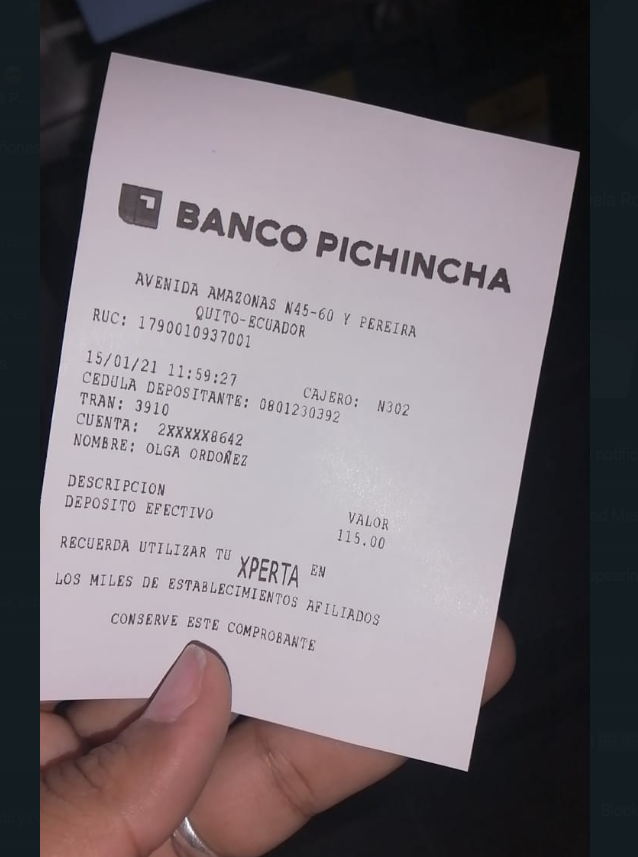 BANCO PICHINCHA
AVENIDA AMAZONAS N45-60 Y PEREIRA
QUITO-ECUADOR
RUC: 1790010937001
15/01/21 11:59:27 CAJERO: N302
CEDULA DEPOSITANTE: 0801230392
TRAN: 3910
CUENTA: 2XXXXX8642
NOMBRE: OLGA ORDOÑEZ
DESCRIPCION VALOR
DEPOSITO EFECTIVO 115.00
RECUERDA UTILIZAR TU XPERTA EN
LOS MILES DE ESTABLECIMIENTOS AFILIADOS
CONSERVE ESTE COMPROBANTE